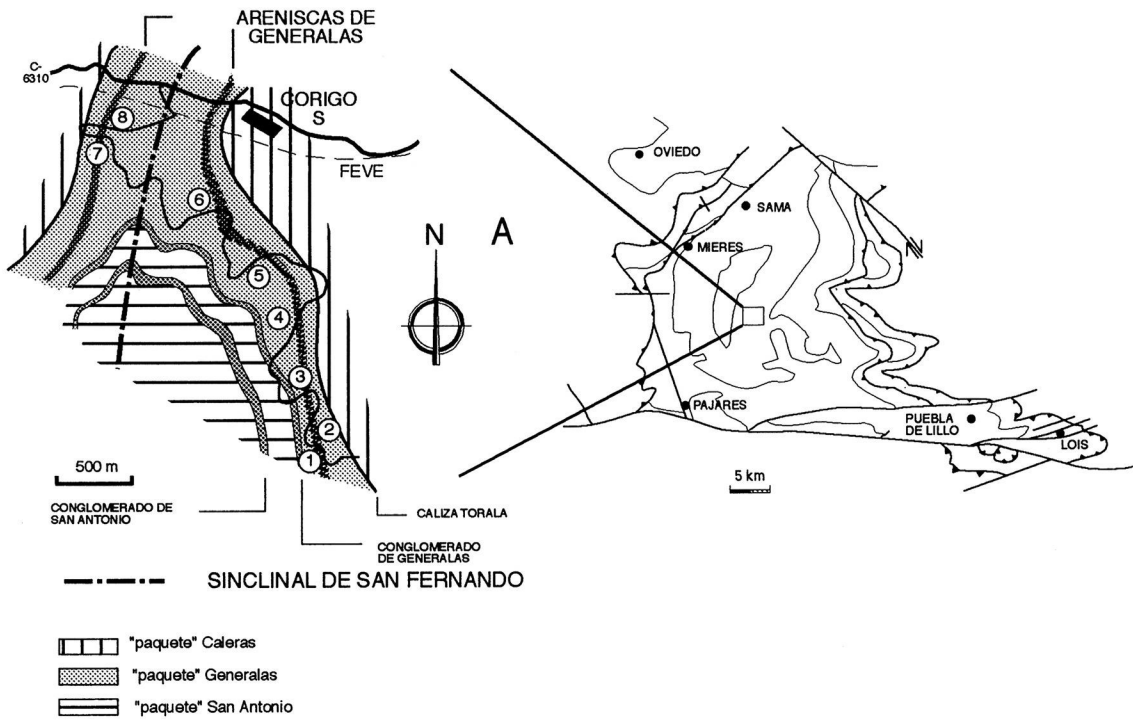 ARENISCAS DE
GENERALAS
C-
6310
CORIGO
S
FEVE
8
7
6
5
4
3
2
1
N
A
OVIEDO
SAMA
MIERES
N
PAJARES
PUEBLA
DE LILLO
LOIS
5 km
500 m
CONGLOMERADO DE
SAN ANTONIO
CALIZA TORALA
CONGLOMERADO
DE GENERALAS
SINCLINAL DE SAN FERNANDO
"paquete" Caleras
"paquete" Generalas
"paquete" San Antonio